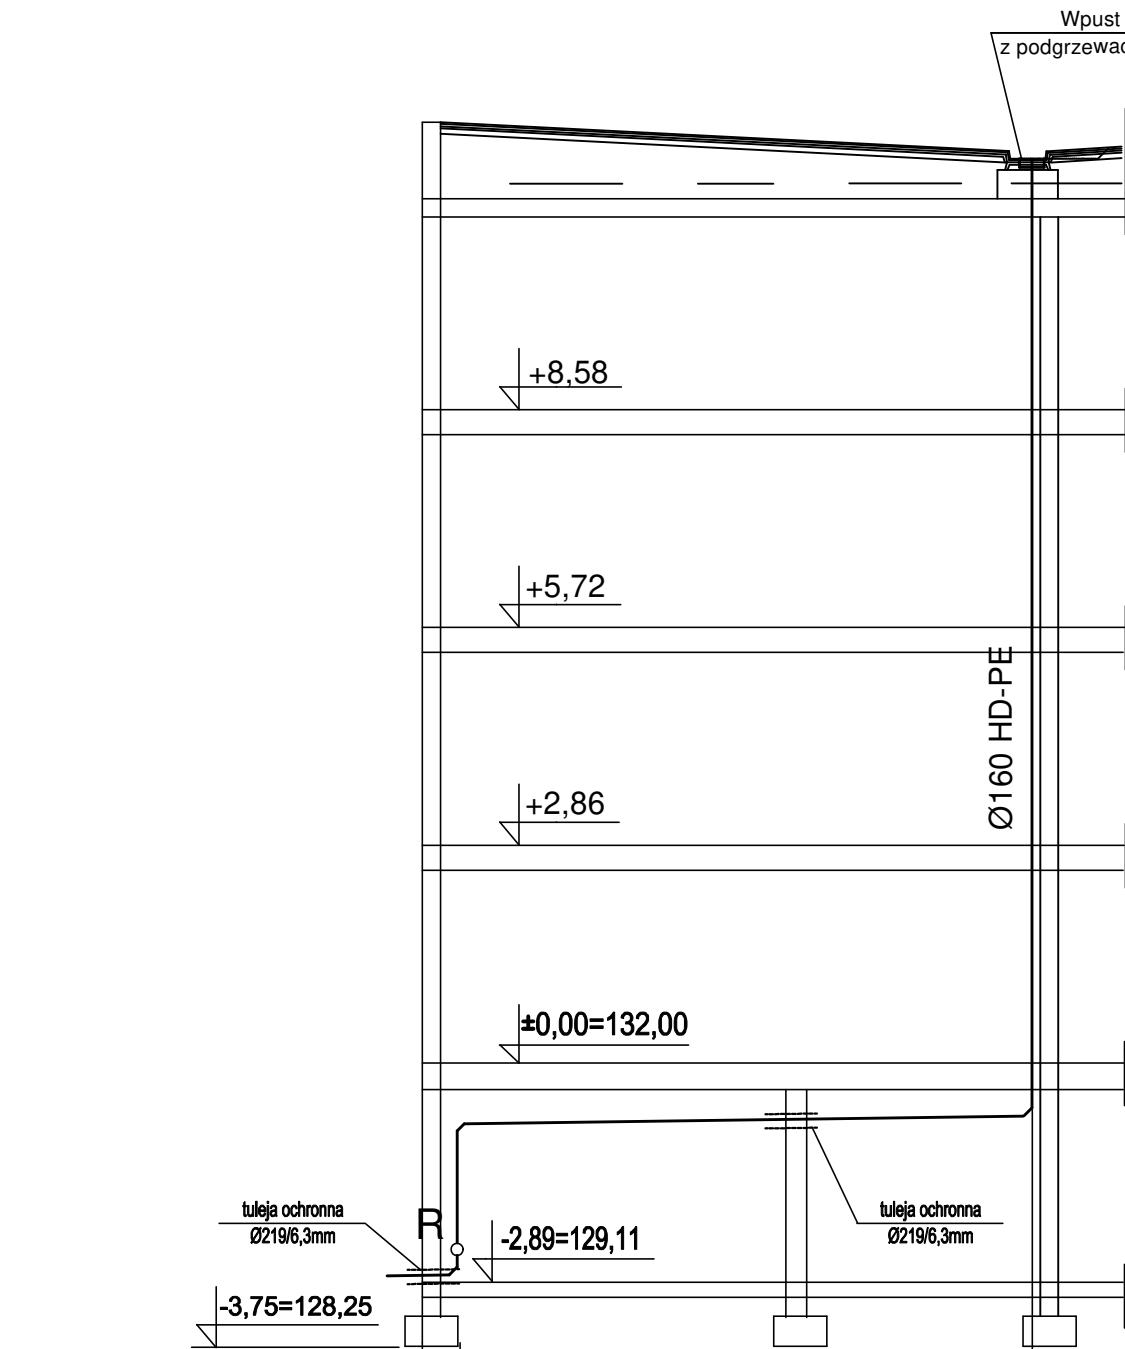 Wpust
z podgrzewac
+8,58
+5,72
Ø160 HD-PE
+2,86
±0,00=132,00
tuleja ochronna
Ø219/6,3mm
R
tuleja ochronna
Ø219/6,3mm
-2,89=129,11
-3,75=128,25